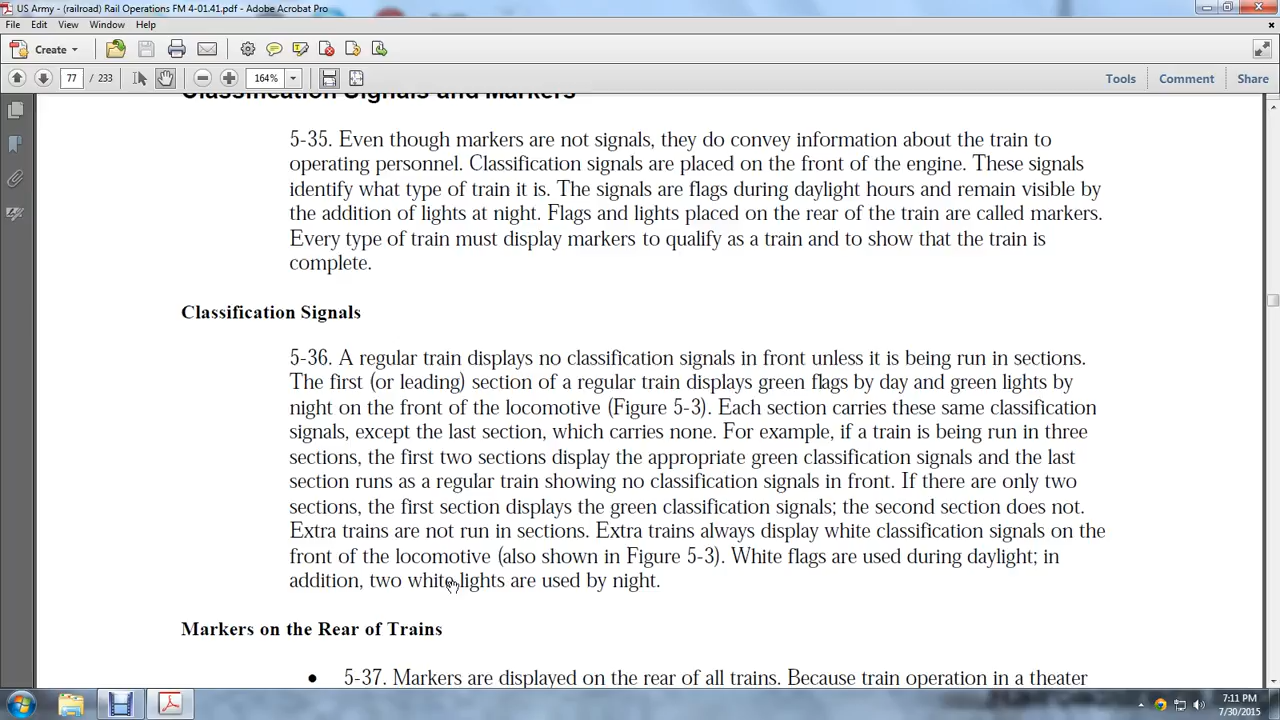 US Army - (railroad) Rail Operations FM 4-01.41.pdf - Adobe Acrobat Pro
File Edit View Window Help
Create
77 / 233 164% Tools Comment Share
Classification Signals and Markers
5-35. Even though markers are not signals, they do convey information about the train to
operating personnel. Classification signals are placed on the front of the engine. These signals
identify what type of train it is. The signals are flags during daylight hours and remain visible by
the addition of lights at night. Flags and lights placed on the rear of the train are called markers.
Every type of train must display markers to qualify as a train and to show that the train is
complete.
Classification Signals
5-36. A regular train displays no classification signals in front unless it is being run in sections.
The first (or leading) section of a regular train displays green flags by day and green lights by
night on the front of the locomotive (Figure 5-3). Each section carries these same classification
signals, except the last section, which carries none. For example, if a train is being run in three
sections, the first two sections display the appropriate green classification signals and the last
section runs as a regular train showing no classification signals in front. If there are only two
sections, the first section displays the green classification signals; the second section does not.
Extra trains are not run in sections. Extra trains always display white classification signals on the
front of the locomotive (also shown in Figure 5-3). White flags are used during daylight; in
addition, two white lights are used by night.
Markers on the Rear of Trains
• 5-37. Markers are displayed on the rear of all trains. Because train operation in a theater
7:11 PM
7/30/2015